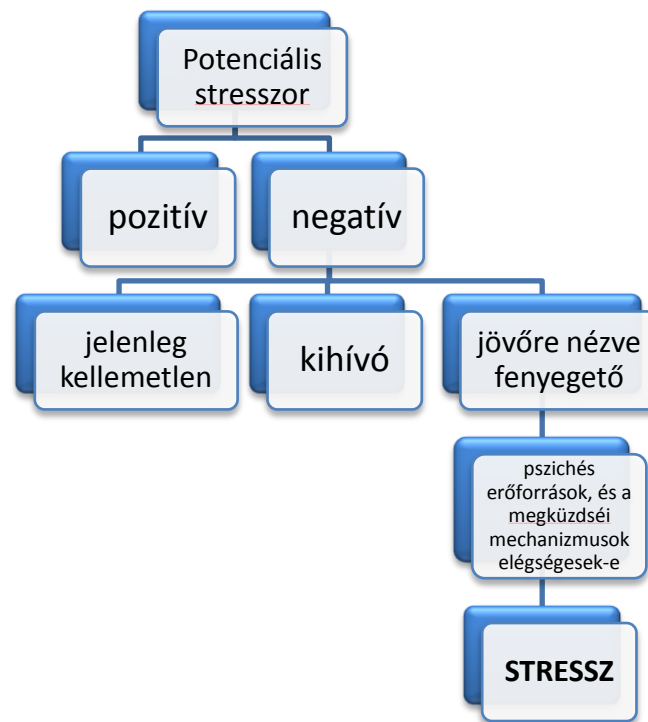 Potenciális
stresszor
pozitív
negatív
jelenleg
kellemetlen
kihívó
jövőre nézve
fenyegető
pszichés
erőforrások, és a
megküzdséi
mechanizmusok
elégségesek-e
STRESSZ